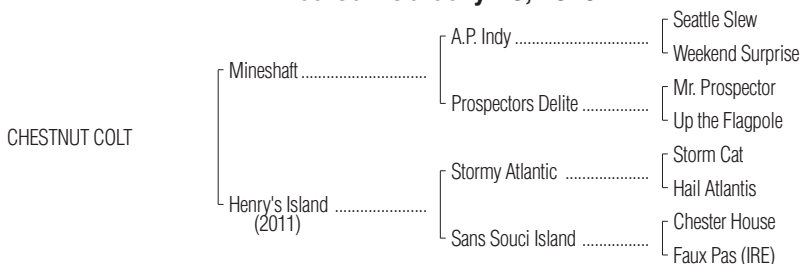 Seattle Slew
A.P. Indy
Weekend Surprise
Mineshaft
Mr. Prospector
Prospectors Delite
Up the Flagpole
CHESTNUT COLT
Storm Cat
Stormy Atlantic
Hail Atlantis
Henry's Island
(2011)
Chester House
Sans Souci Island
Faux Pas (IRE)